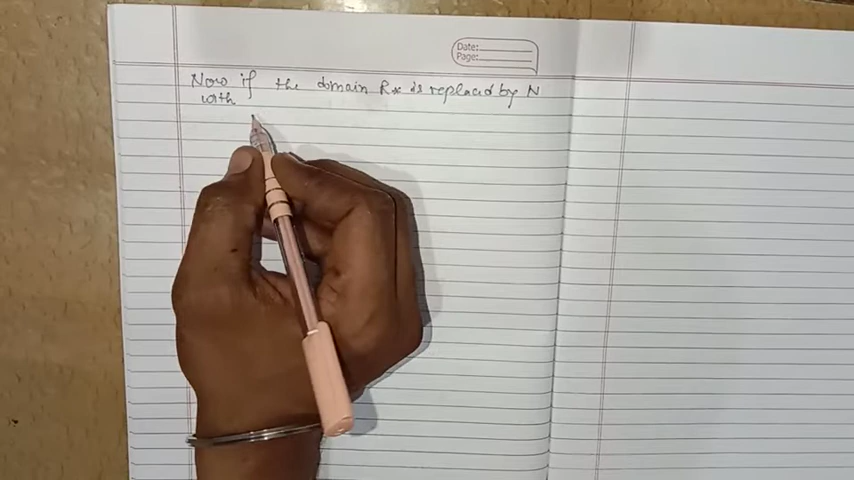 Date:
Page:
Now if the domain R* is replaced by N
with